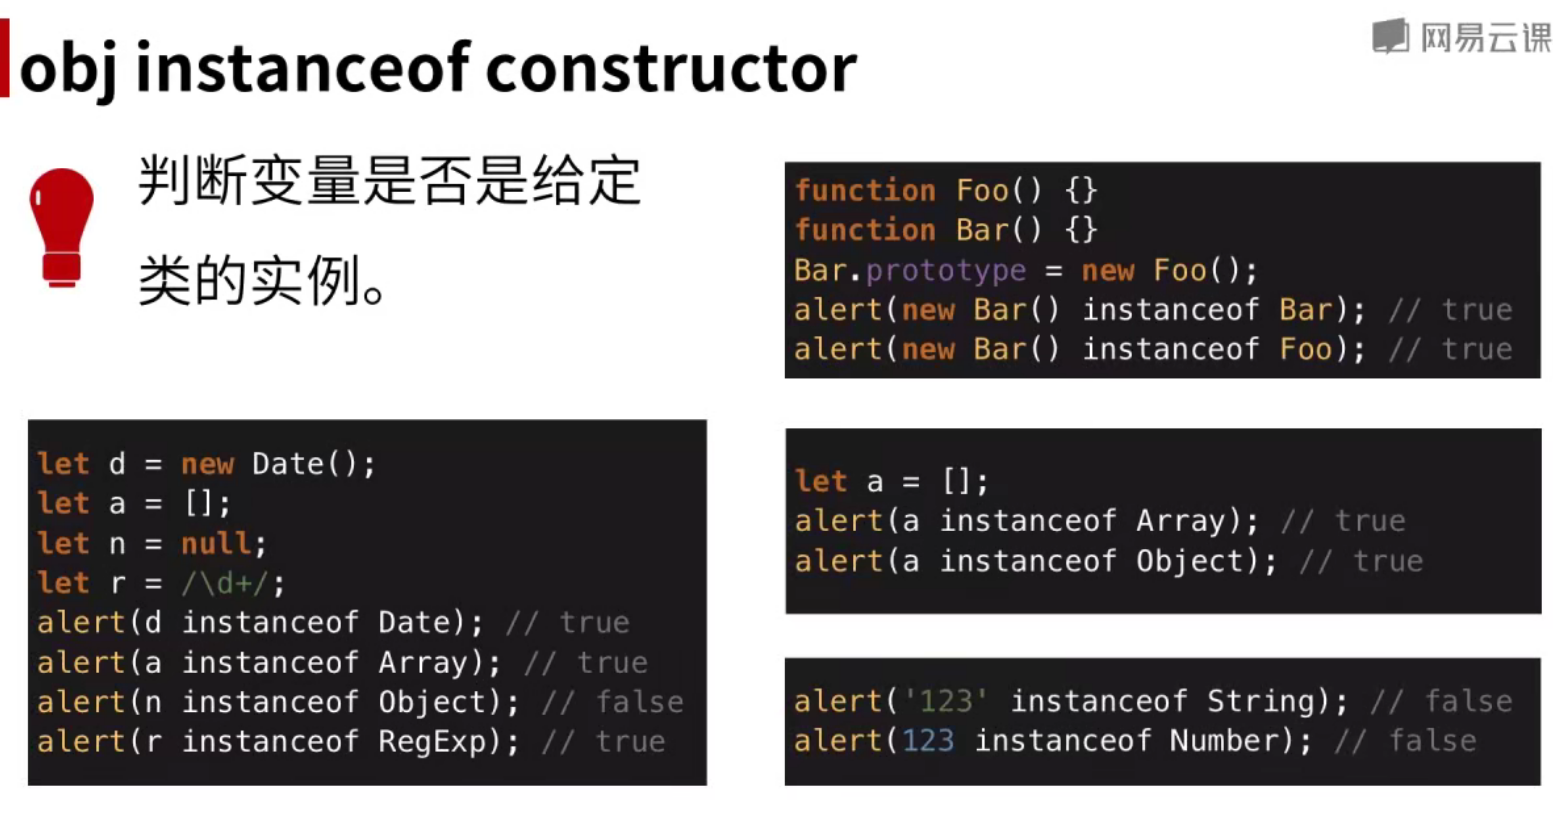 网易云课
obj instanceof constructor
判断变量是否是给定
类的实例。
function Foo() {}
function Bar() {}
Bar.prototype = new Foo();
alert(new Bar() instanceof Bar); // true
alert(new Bar() instanceof Foo); // true
let d = new Date();
let a = [];
let n = null;
let r = /\d+/;
alert(d instanceof Date); // true
alert(a instanceof Array); // true
alert(n instanceof Object); // false
alert(r instanceof RegExp); // true
let a = [];
alert(a instanceof Array); // true
alert(a instanceof Object); // true
alert('123' instanceof String); // false
alert(123 instanceof Number); // false